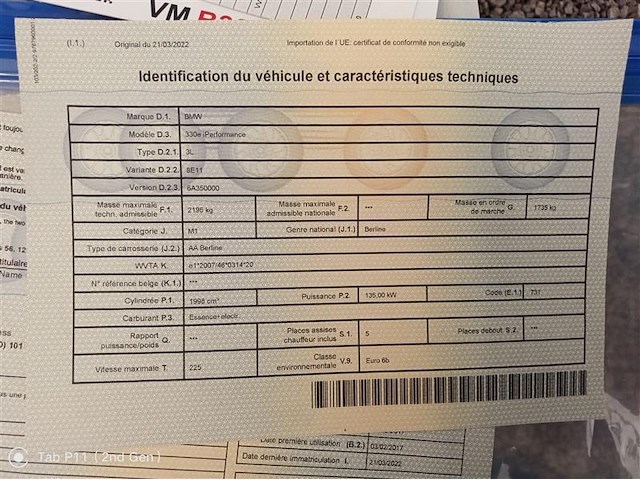 VM
(I.1.) Original du 21/03/2022 Importation de l'UE: certificat de conformité non exigible
Identification du véhicule et caractéristiques techniques
Marque D.1. BMW
Modèle D.3. 330e iPerformance
Type D.2.1. 3L
Variante D.2.2. 8E11
Version D.2.3. 6A350000
Masse maximale techn. admissible F.1. 2195 kg Masse maximale admissible nationale F.2. --- Masse en ordre de marche G. 1735 kg
Catégorie J. M1 Genre national (J.1.) Berline
Type de carrosserie (J.2.) AA Berline
WVTA K. e1*2007/46*0314*20
N° référence belge (K.1.) ---
Cylindrée P.1. 1998 cm³ Puissance P.2. 135,00 kW Code (E.1.) 731
Carburant P.3. Essence+electr.
Rapport puissance/poids Q. --- Places assises chauffeur inclus S.1. 5 Places debout S.2. ---
Vitesse maximale T. 225 Classe environnementale V.9. Euro 6b
Date première utilisation (B.2.) 03/02/2017
Date dernière immatriculation I. 21/03/2022
Tab P11 (2nd Gen)